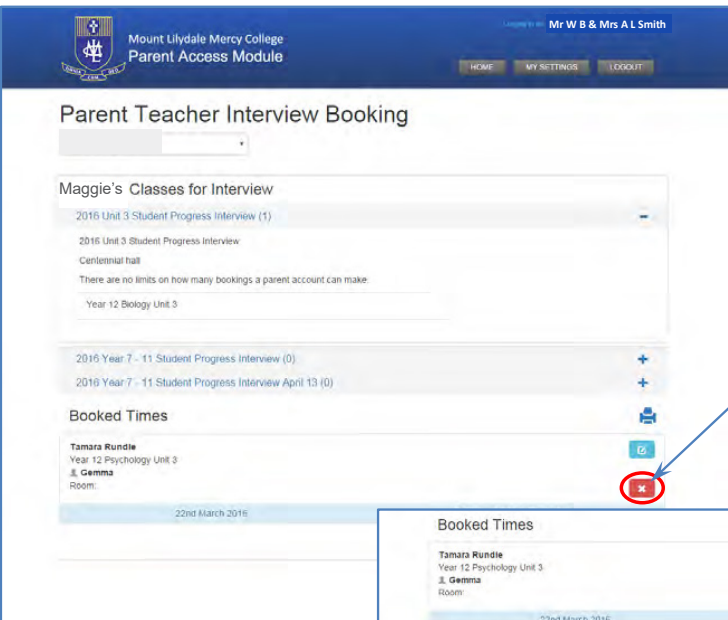 Mr W B & Mrs A L Smith
Mount Lilydale Mercy College
Parent Access Module
HOME MY SETTINGS LOGOUT
Parent Teacher Interview Booking
Maggie's Classes for Interview
2016 Unit 3 Student Progress Interview (1)
2016 Unit 3 Student Progress Interview
Centennial hall
There are no limits on how many bookings a parent account can make.
Year 12 Biology Unit 3
2016 Year 7 - 11 Student Progress Interview (0)
2016 Year 7 - 11 Student Progress Interview April 13 (0)
Booked Times
Tamara Rundle
Year 12 Psychology Unit 3
Gemma
Room:
22nd March 2016
Booked Times
Tamara Rundle
Year 12 Psychology Unit 3
Gemma
Room:
22nd March 2016